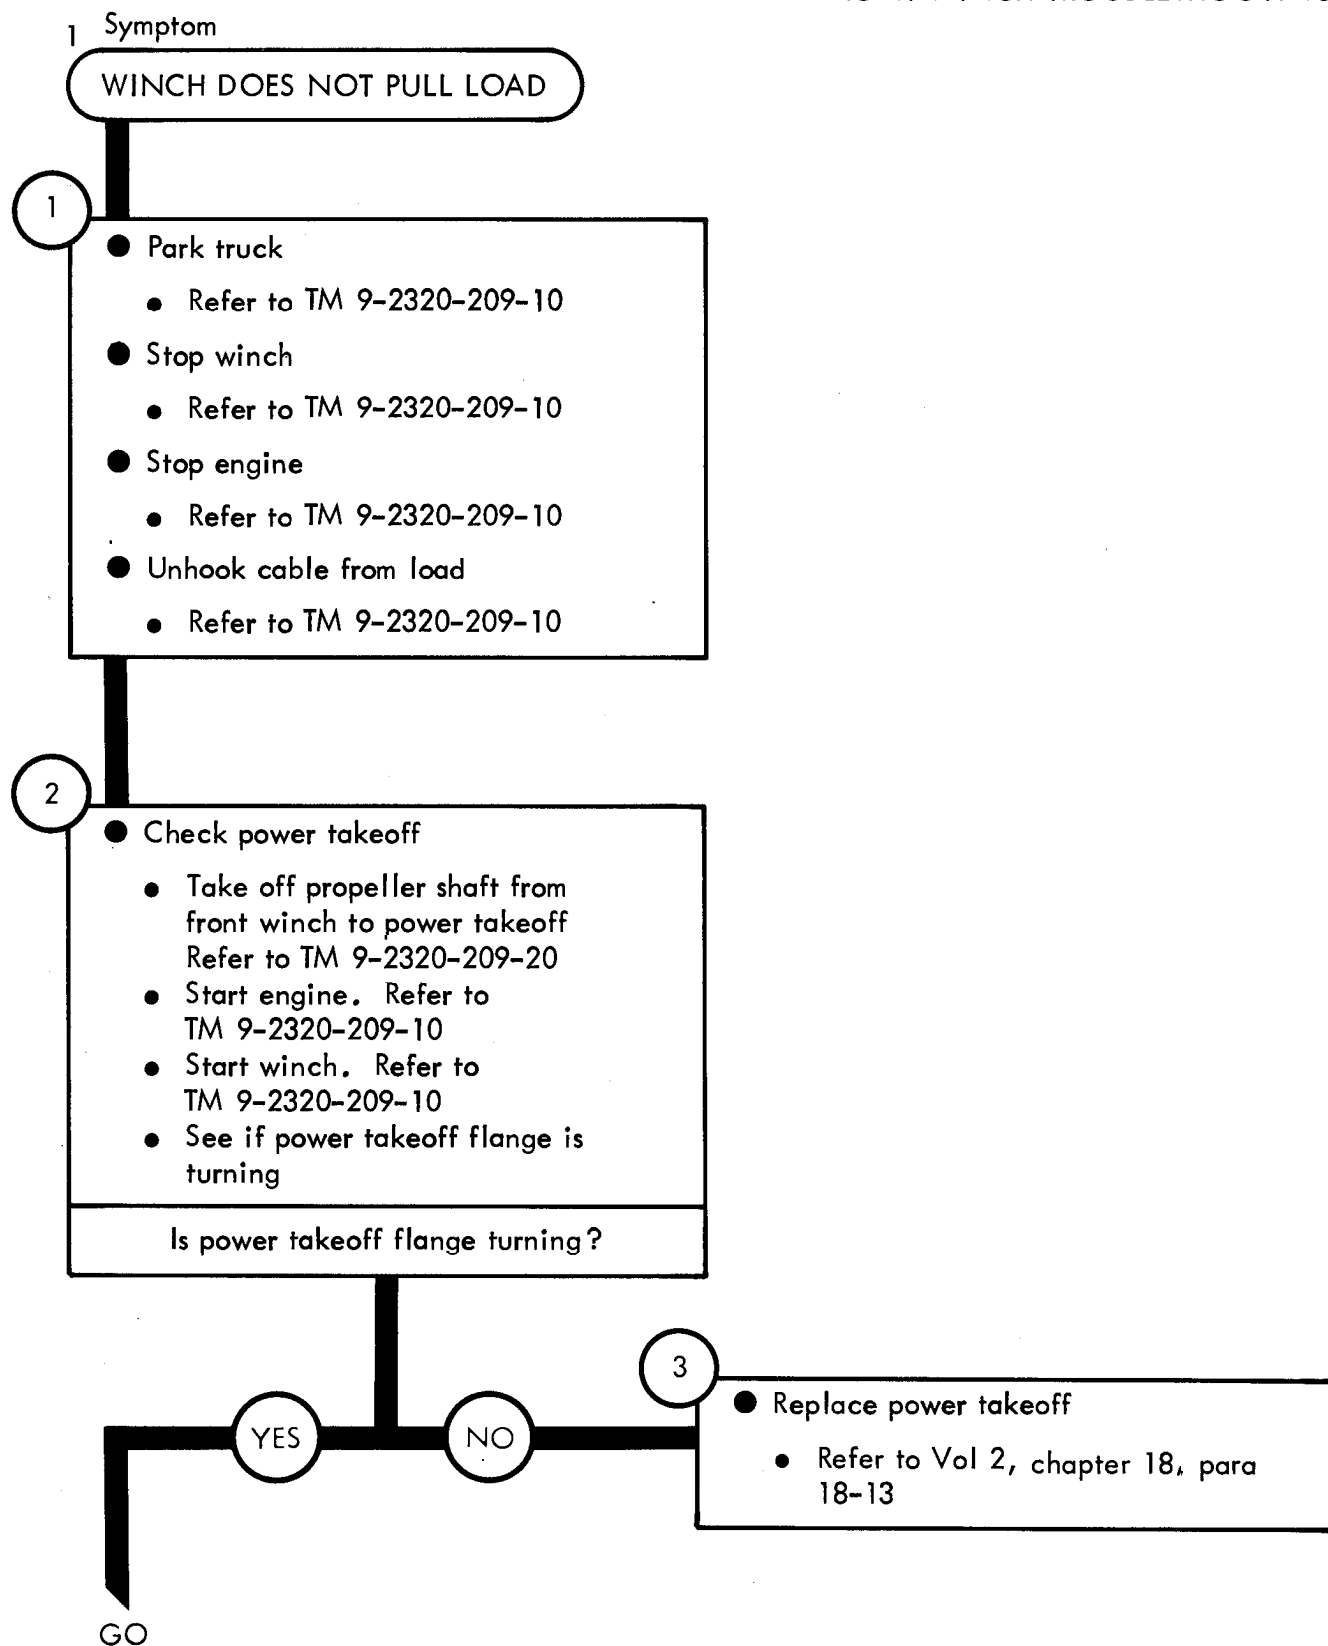 1 Symptom
WINCH DOES NOT PULL LOAD
1
● Park truck
● Refer to TM 9-2320-209-10
● Stop winch
● Refer to TM 9-2320-209-10
● Stop engine
● Refer to TM 9-2320-209-10
● Unhook cable from load
● Refer to TM 9-2320-209-10
2
● Check power takeoff
● Take off propeller shaft from
front winch to power takeoff
Refer to TM 9-2320-209-20
● Start engine. Refer to
TM 9-2320-209-10
● Start winch. Refer to
TM 9-2320-209-10
● See if power takeoff flange is
turning
Is power takeoff flange turning?
3
● Replace power takeoff
● Refer to Vol 2, chapter 18, para
18-13
YES
NO
GO